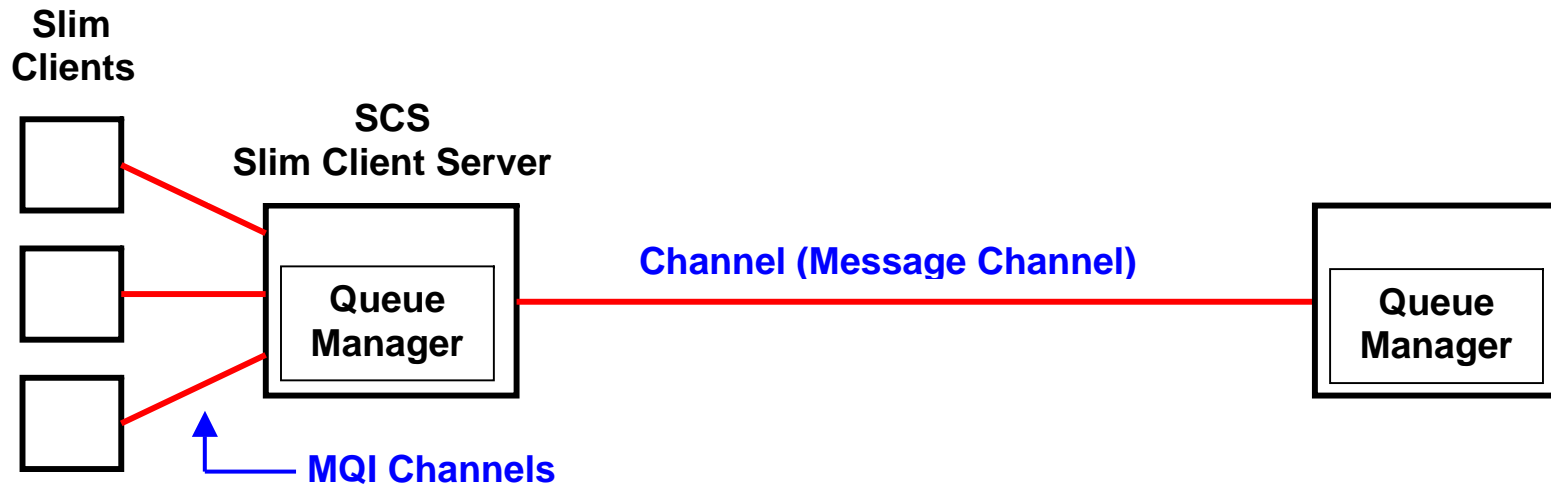 Slim
Clients
SCS
Slim Client Server
Queue
Manager
Channel (Message Channel)
Queue
Manager
MQI Channels